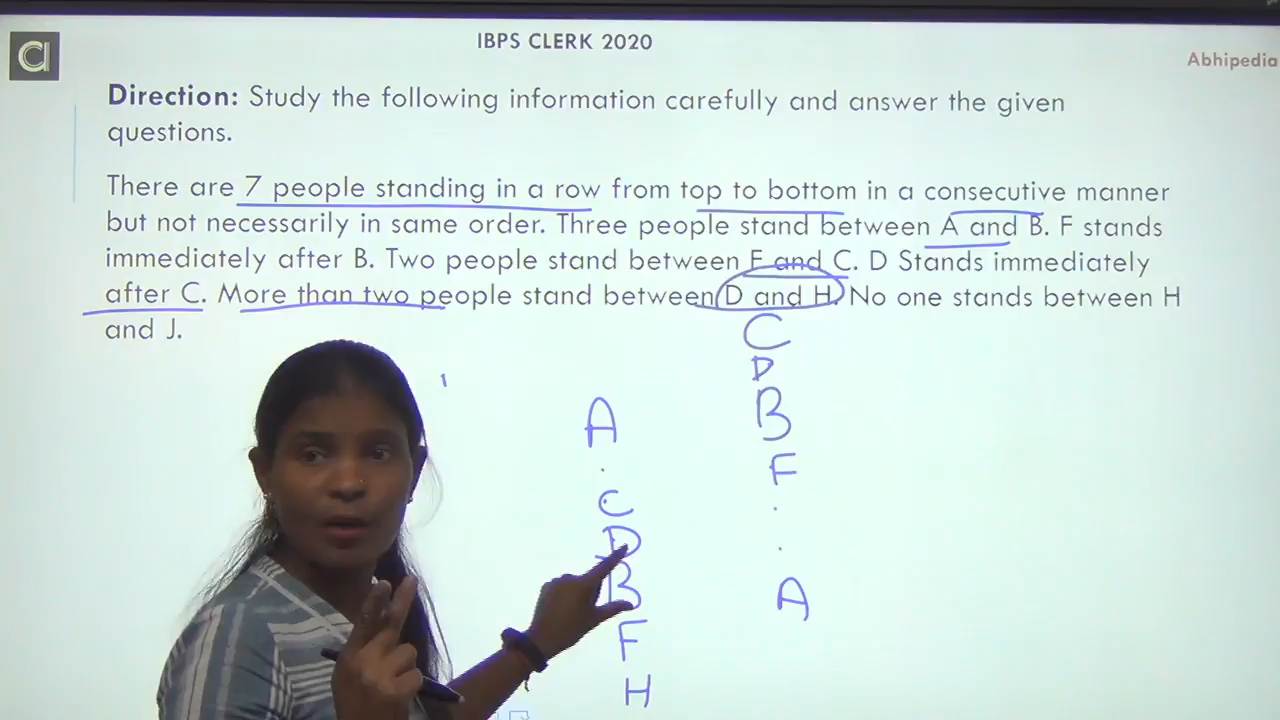 IBPS CLERK 2020
Abhipedia
Direction: Study the following information carefully and answer the given
questions.
There are 7 people standing in a row from top to bottom in a consecutive manner
but not necessarily in same order. Three people stand between A and B. F stands
immediately after B. Two people stand between F and C. D Stands immediately
after C. More than two people stand between D and H. No one stands between H
and J.
A
C
D
B
F
H
C
D
B
F
A